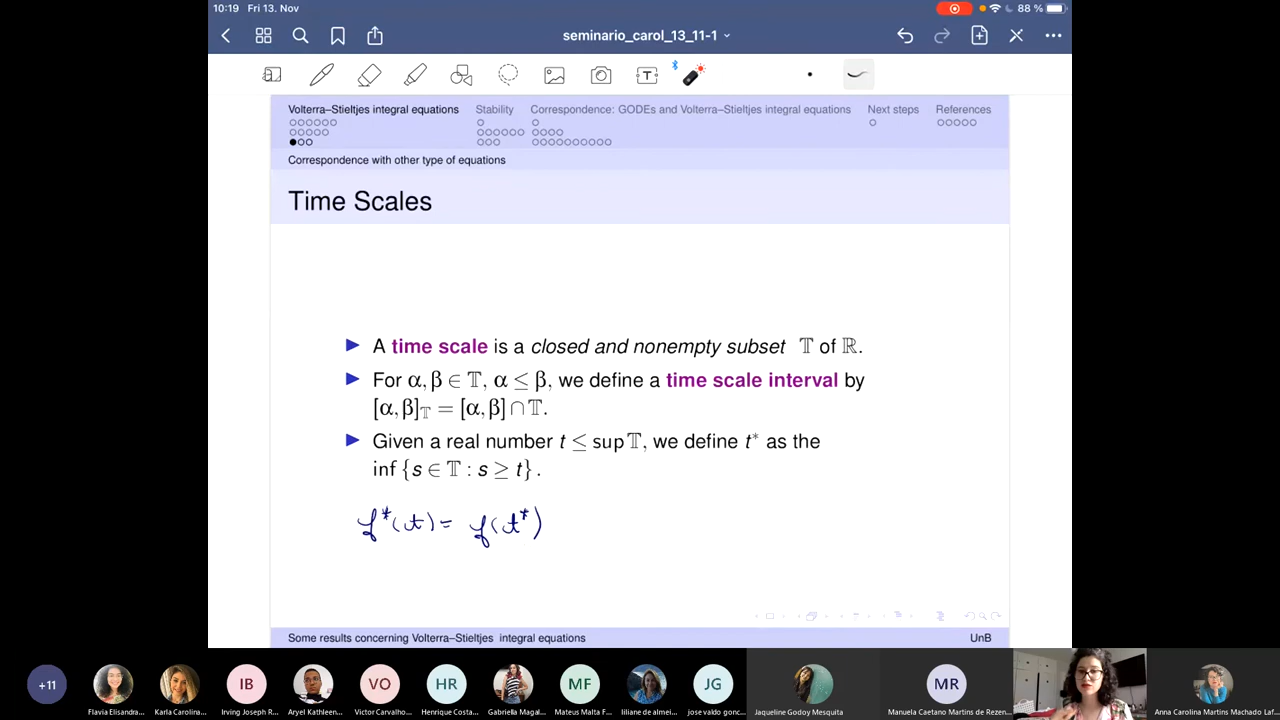 10:19 Fri 13. Nov
88 %
seminario_carol_13_11-1
T
Volterra–Stieltjes integral equations Stability Correspondence: GODEs and Volterra–Stieltjes integral equations Next steps References
Correspondence with other type of equations
Time Scales
A time scale is a closed and nonempty subset 𝕋 of ℝ.
For α, β ∈ 𝕋, α ≤ β, we define a time scale interval by
[α, β]_𝕋 = [α, β] ∩ 𝕋.
Given a real number t ≤ sup 𝕋, we define t* as the
inf {s ∈ 𝕋 : s ≥ t}.
f*(t) = f(t*)
Some results concerning Volterra–Stieltjes integral equations UnB
+11 IB VO HR MF JG MR
Flavia Elisandra... Karla Carolina... Irving Joseph R... Aryel Kathleen... Victor Carvalho... Henrique Costa... Gabriella Magal... Mateus Malta F... liliane de almei... jose valdo gonc... Jaqueline Godoy Mesquita Manuela Caetano Martins de Rezen... Anna Carolina Martins Machado Laf...